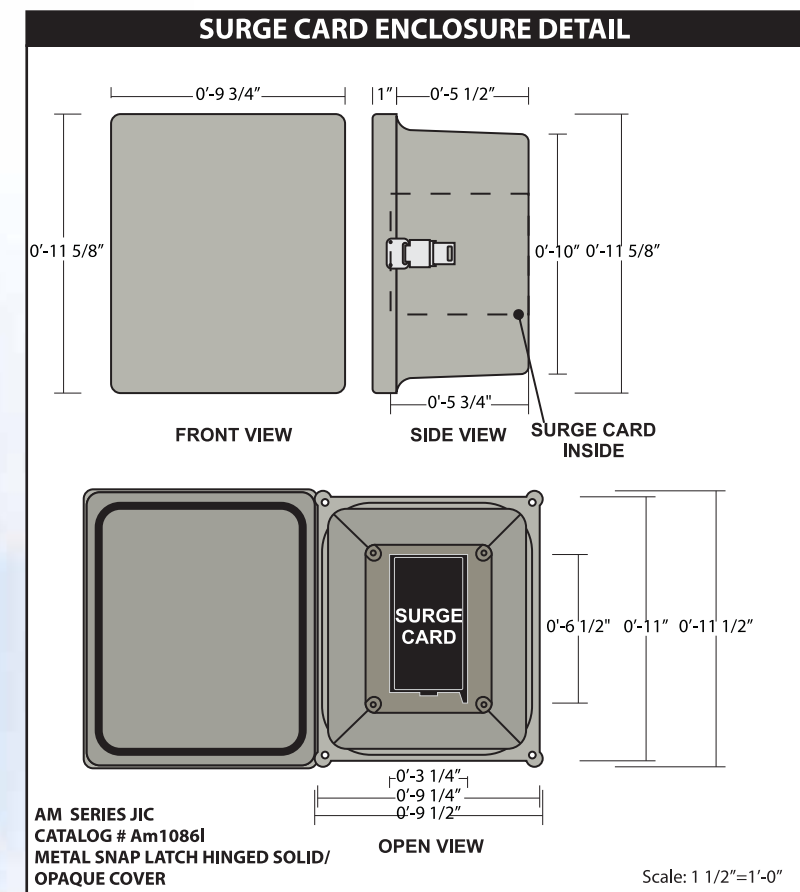 SURGE CARD ENCLOSURE DETAIL
0'-9 3/4"
1"
0'-5 1/2"
0'-11 5/8"
0'-10"
0'-11 5/8"
0'-5 3/4"
FRONT VIEW
SIDE VIEW
SURGE CARD
INSIDE
SURGE
CARD
0'-6 1/2"
0'-11"
0'-11 1/2"
0'-3 1/4"
0'-9 1/4"
0'-9 1/2"
OPEN VIEW
AM SERIES JIC
CATALOG # Am1086l
METAL SNAP LATCH HINGED SOLID/
OPAQUE COVER
Scale: 1 1/2"=1'-0"